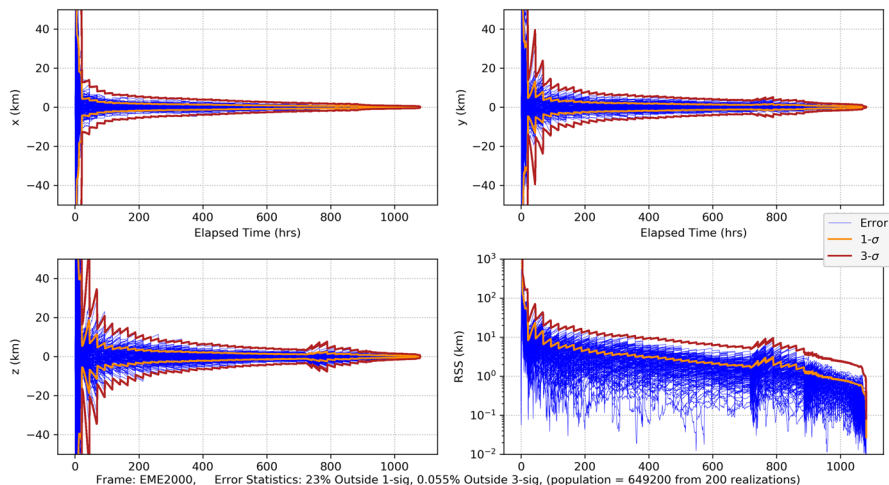 40
20
0
−20
−40
x (km)
0 200 400 600 800 1000
Elapsed Time (hrs)
40
20
0
−20
−40
y (km)
0 200 400 600 800 1000
Elapsed Time (hrs)
Error
1-σ
3-σ
40
20
0
−20
−40
z (km)
0 200 400 600 800 1000
10³
10²
10¹
10⁰
10⁻¹
10⁻²
RSS (km)
0 200 400 600 800 1000
Frame: EME2000, Error Statistics: 23% Outside 1-sig, 0.055% Outside 3-sig, (population = 649200 from 200 realizations)